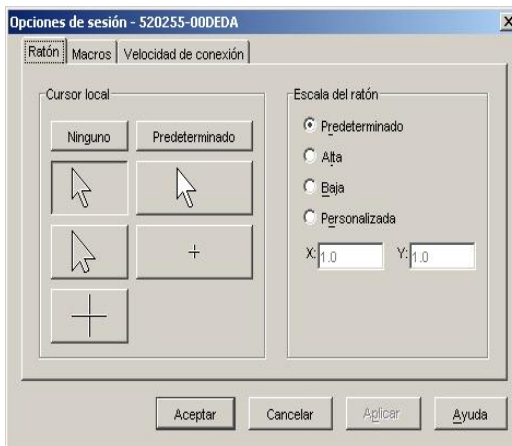 Opciones de sesión - 520255-00DEDA
Ratón Macros Velocidad de conexión
Cursor local
Ninguno Predeterminado
Escala del ratón
Predeterminado
Alta
Baja
Personalizada
X: 1.0 Y: 1.0
Aceptar Cancelar Aplicar Ayuda